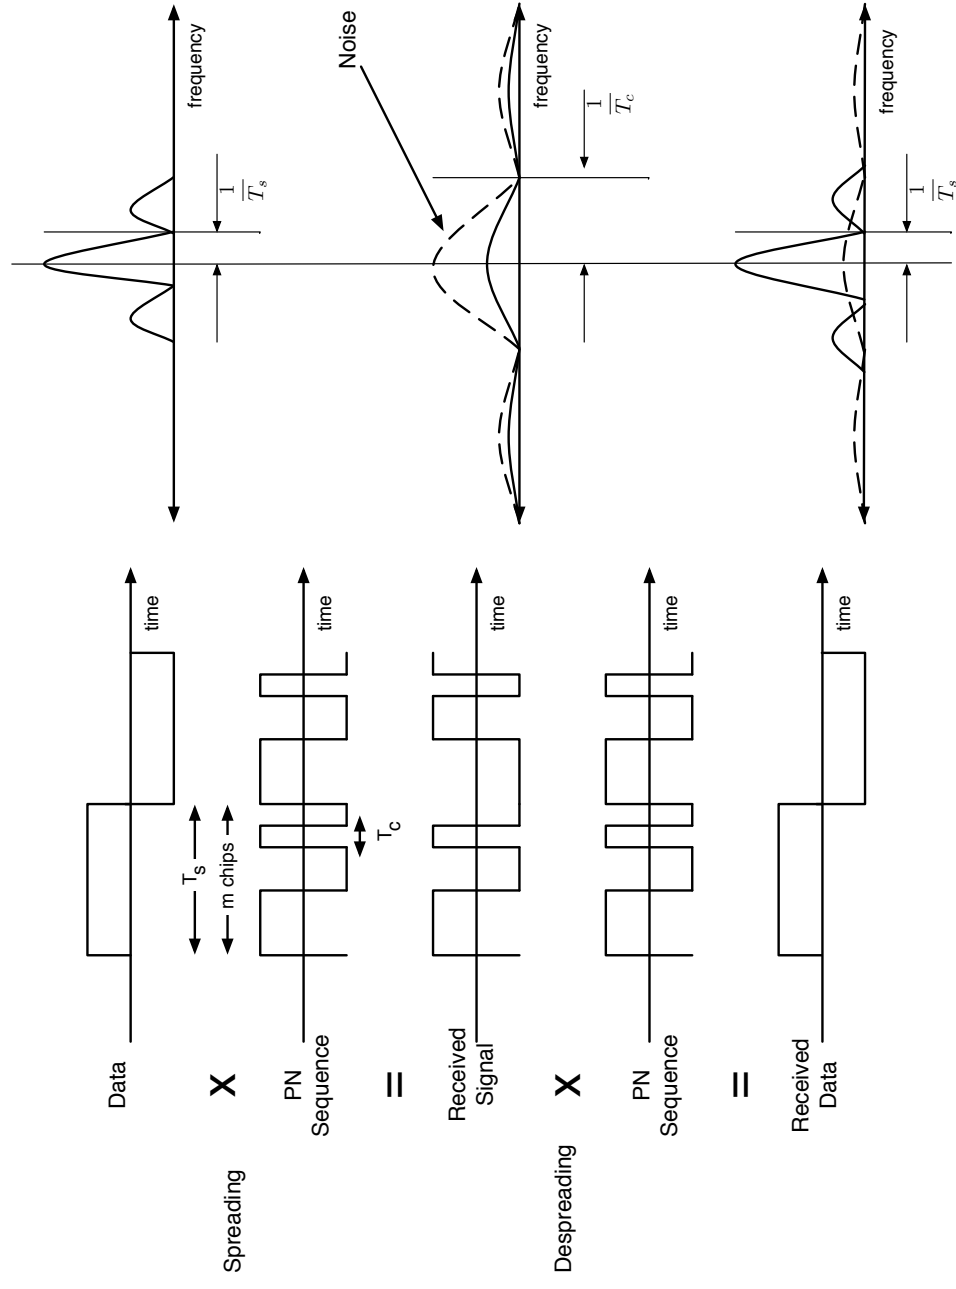 Data
time
frequency
1
T_s
Spreading
X
T_s
m chips
PN
Sequence
time
T_c
=
Noise
Received
Signal
time
frequency
1
T_c
Despreading
X
PN
Sequence
time
=
Received
Data
time
frequency
1
T_s